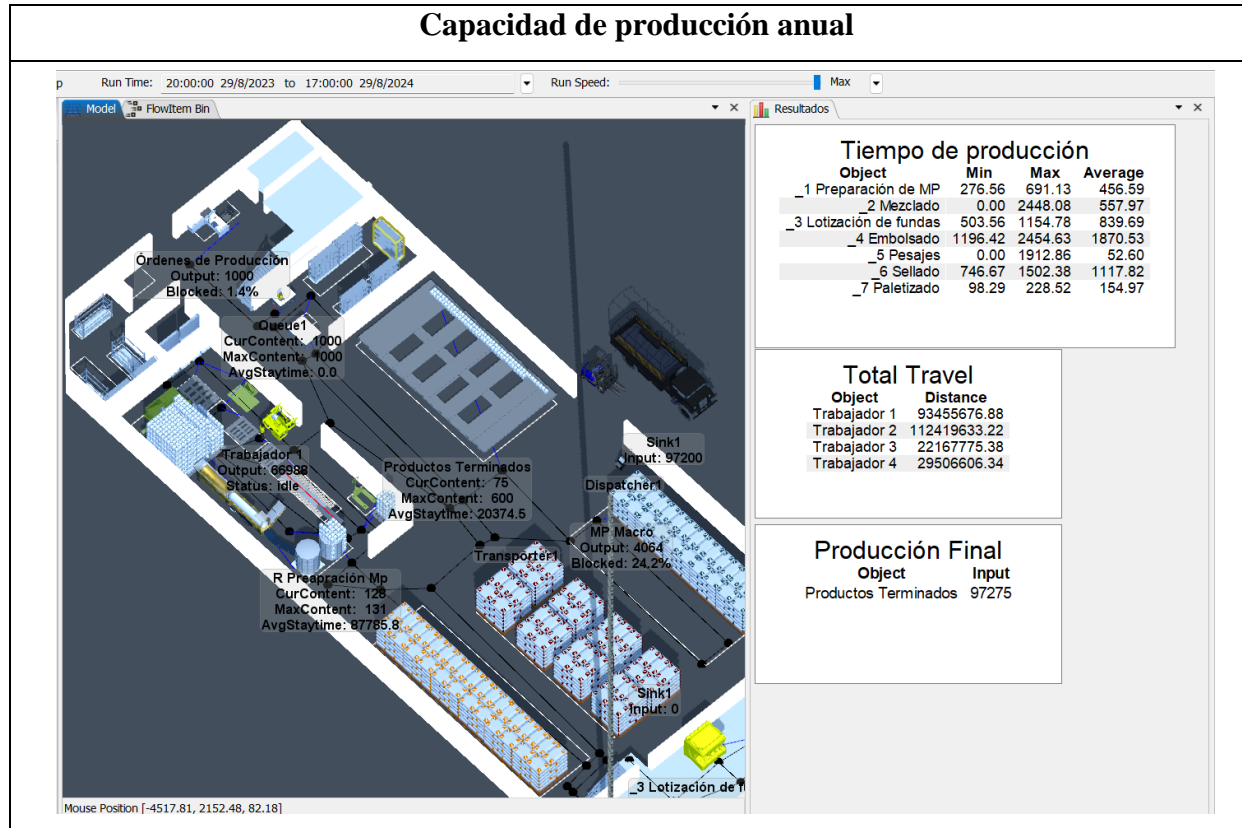 Capacidad de producción anual
p Run Time: 20:00:00 29/8/2023 to 17:00:00 29/8/2024 Run Speed: Max
Model FlowItem Bin
Órdenes de Producción
Output: 1000
Blocked: 1.4%
Queue1
CurContent: 1000
MaxContent: 1000
AvgStaytime: 0.0
Trabajador 1
Output: 66988
Status: idle
Productos Terminados
CurContent: 75
MaxContent: 600
AvgStaytime: 20374.5
Sink1
Input: 97200
Dispatcher1
MP Macro
Output: 4064
Blocked: 24.2%
Transporter1
R Preapración Mp
CurContent: 128
MaxContent: 131
AvgStaytime: 87785.8
Sink1
Input: 0
_3 Lotización de f
Mouse Position [-4517.81, 2152.48, 82.18]
Resultados
Tiempo de producción
Object Min Max Average
_1 Preparación de MP 276.56 691.13 456.59
_2 Mezclado 0.00 2448.08 557.97
_3 Lotización de fundas 503.56 1154.78 839.69
_4 Embolsado 1196.42 2454.63 1870.53
_5 Pesajes 0.00 1912.86 52.60
_6 Sellado 746.67 1502.38 1117.82
_7 Paletizado 98.29 228.52 154.97
Total Travel
Object Distance
Trabajador 1 93455676.88
Trabajador 2 112419633.22
Trabajador 3 22167775.38
Trabajador 4 29506606.34
Producción Final
Object Input
Productos Terminados 97275